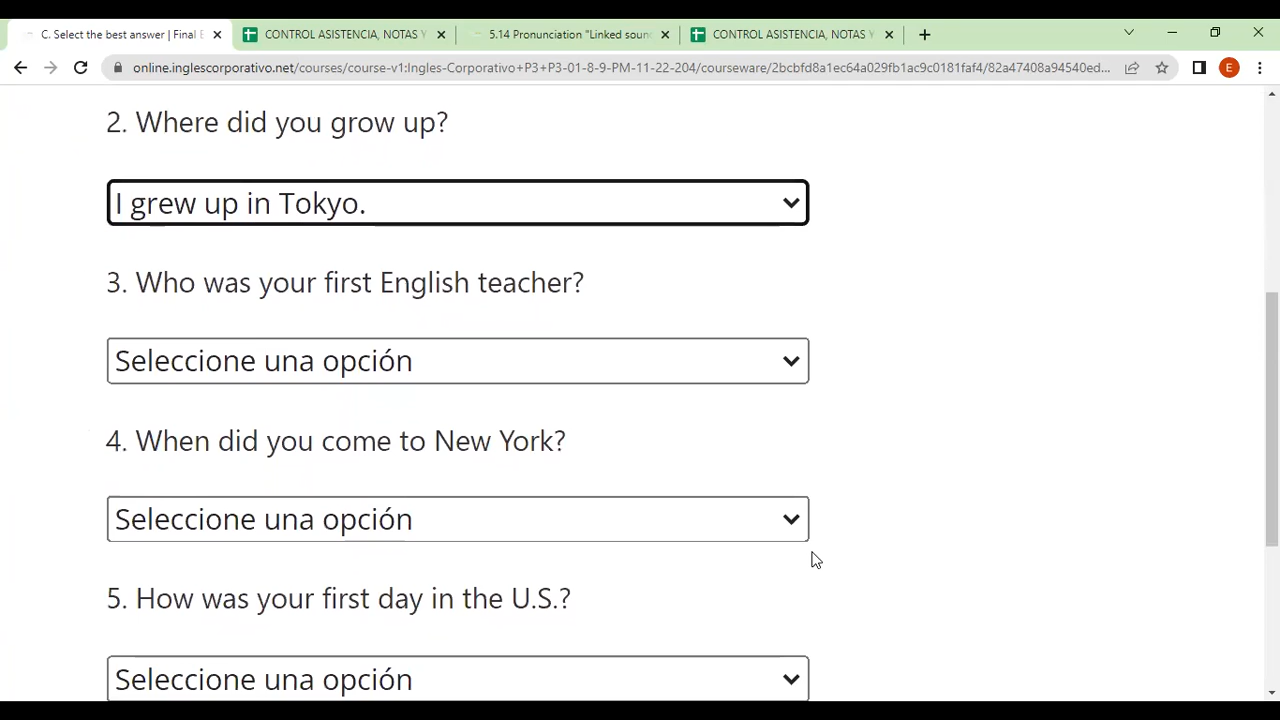 C. Select the best answer | Final E
CONTROL ASISTENCIA, NOTAS Y
5.14 Pronunciation "Linked soun
CONTROL ASISTENCIA, NOTAS Y
online.inglescorporativo.net/courses/course-v1:Ingles-Corporativo+P3+P3-01-8-9-PM-11-22-204/courseware/2bcbfd8a1ec64a029fb1ac9c0181faf4/82a47408a94540ed...
E
2. Where did you grow up?
I grew up in Tokyo.
3. Who was your first English teacher?
Seleccione una opción
4. When did you come to New York?
Seleccione una opción
5. How was your first day in the U.S.?
Seleccione una opción